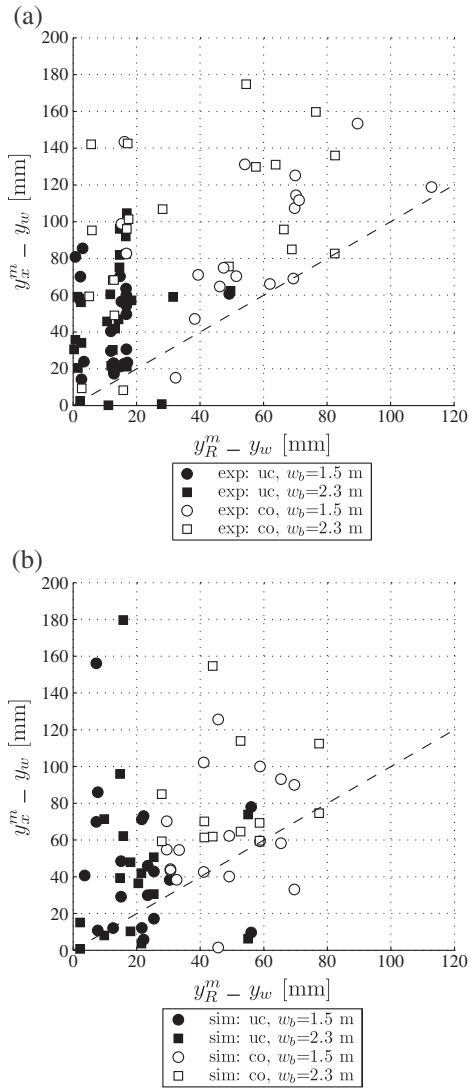 (a)
200
180
160
140
120
100
80
60
40
20
0
y_x^m − y_w [mm]
0 20 40 60 80 100 120
y_R^m − y_w [mm]
exp: uc, w_b=1.5 m
exp: uc, w_b=2.3 m
exp: co, w_b=1.5 m
exp: co, w_b=2.3 m
(b)
200
180
160
140
120
100
80
60
40
20
0
y_x^m − y_w [mm]
0 20 40 60 80 100 120
y_R^m − y_w [mm]
sim: uc, w_b=1.5 m
sim: uc, w_b=2.3 m
sim: co, w_b=1.5 m
sim: co, w_b=2.3 m